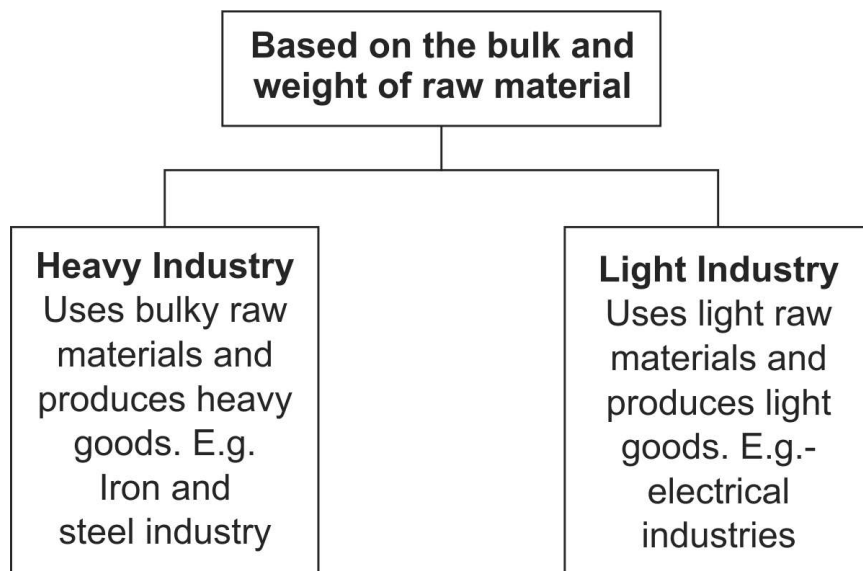 Based on the bulk and
weight of raw material
Heavy Industry
Uses bulky raw
materials and
produces heavy
goods. E.g.
Iron and
steel industry
Light Industry
Uses light raw
materials and
produces light
goods. E.g.-
electrical
industries